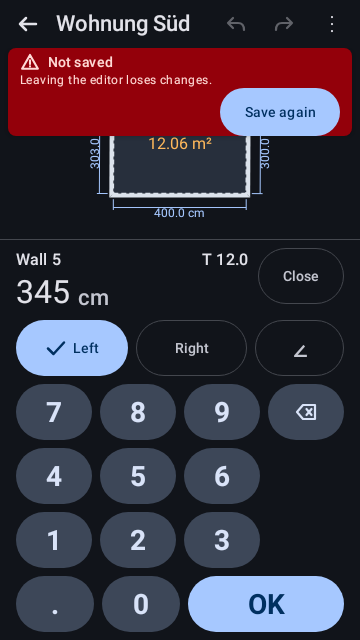 Wohnung Süd
Not saved
Leaving the editor loses changes.
Save again
303.0
12.06 m²
300.0
400.0 cm
Wall 5
T 12.0
345 cm
Close
Left
Right
7 8 9
4 5 6
1 2 3
. 0 OK